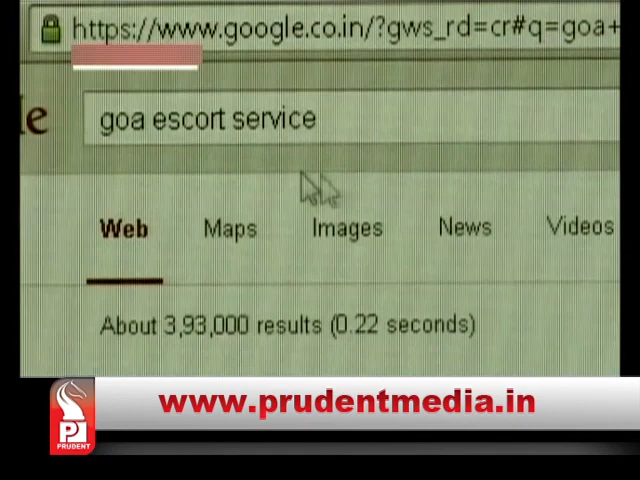 https://www.google.co.in/?gws_rd=cr#q=goa+
le
goa escort service
Web Maps Images News Videos
About 3,93,000 results (0.22 seconds)
www.prudentmedia.in
PRUDENT